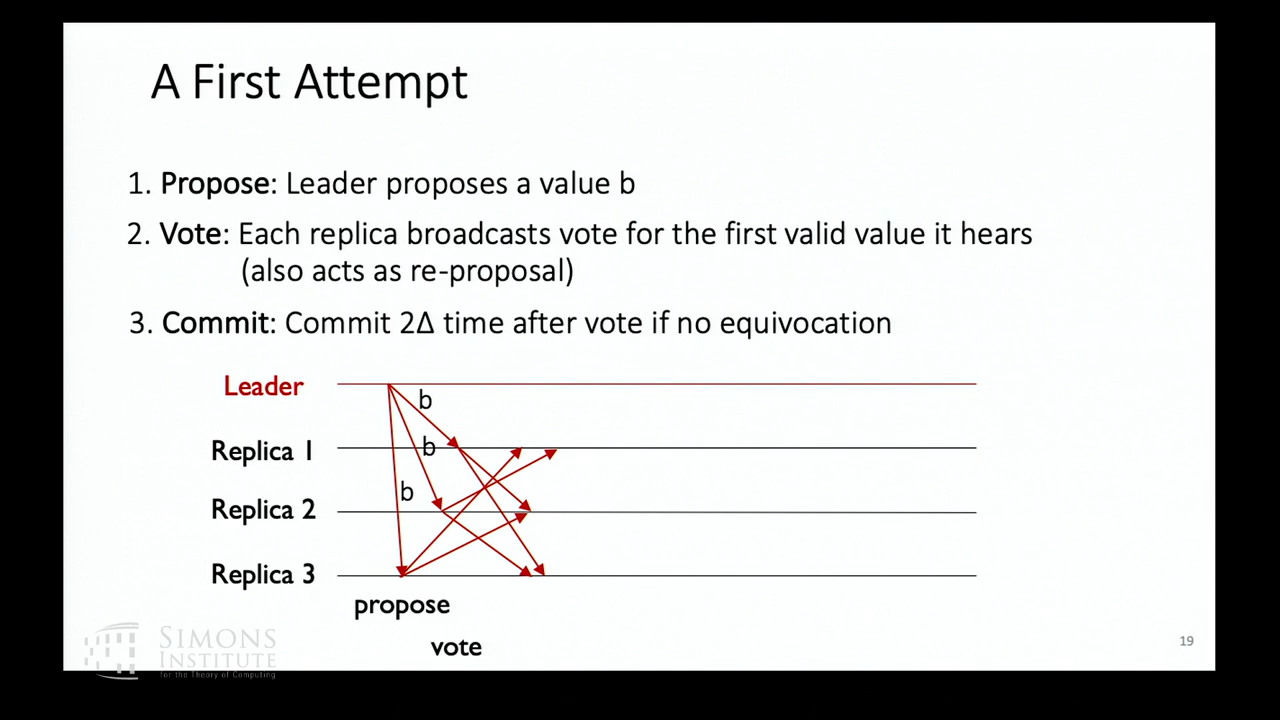 A First Attempt
1. Propose: Leader proposes a value b
2. Vote: Each replica broadcasts vote for the first valid value it hears
(also acts as re-proposal)
3. Commit: Commit 2Δ time after vote if no equivocation
Leader
b
Replica 1
b
b
Replica 2
Replica 3
propose
vote
SIMONS
INSTITUTE
for the Theory of Computing
19